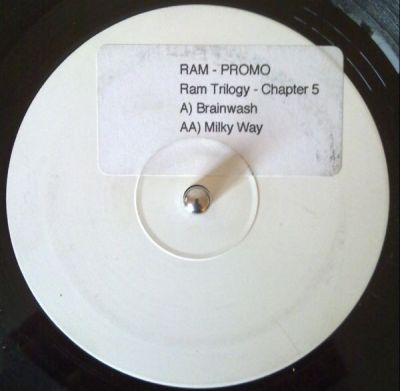 RAM - PROMO
Ram Trilogy - Chapter 5
A) Brainwash
AA) Milky Way